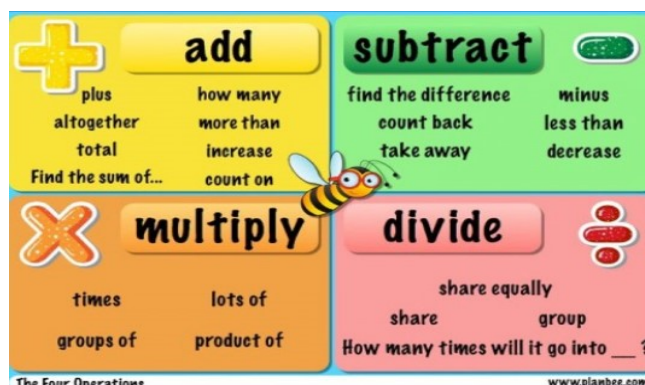 add
plus how many
altogether more than
total increase
Find the sum of... count on
subtract
find the difference minus
count back less than
take away decrease
multiply
times lots of
groups of product of
divide
share equally
share group
How many times will it go into __ ?
The Four Operations
www.planbee.com